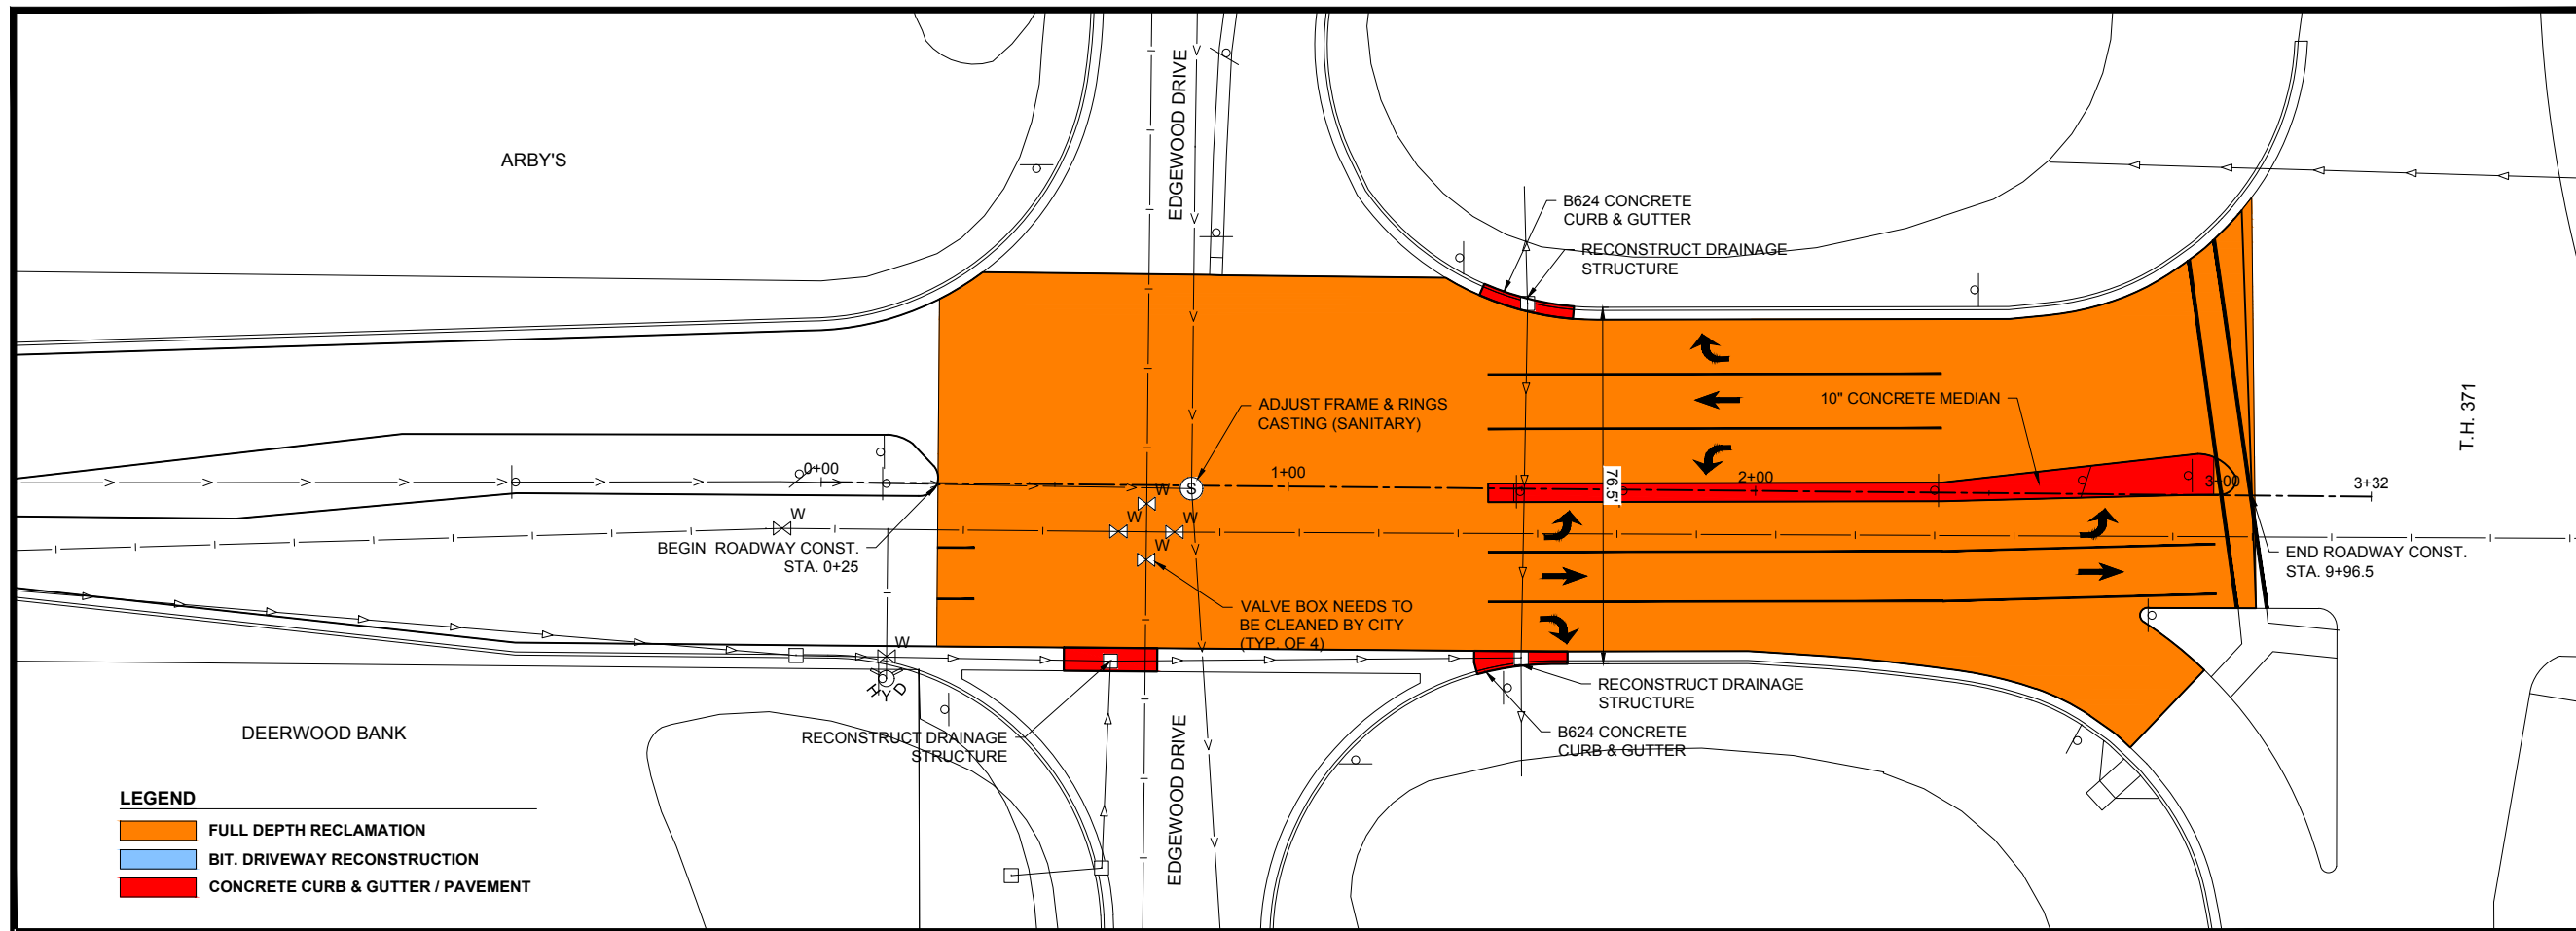 ARBY'S
EDGEWOOD DRIVE
B624 CONCRETE
CURB & GUTTER
RECONSTRUCT DRAINAGE
STRUCTURE
ADJUST FRAME & RINGS
CASTING (SANITARY)
10" CONCRETE MEDIAN
T.H. 371
0+00
1+00
2+00
3+00
3+32
76.5'
S
W
W
W
W
W
BEGIN ROADWAY CONST.
STA. 0+25
END ROADWAY CONST.
STA. 9+96.5
VALVE BOX NEEDS TO
BE CLEANED BY CITY
(TYP. OF 4)
W
HYD
RECONSTRUCT DRAINAGE
STRUCTURE
B624 CONCRETE
CURB & GUTTER
RECONSTRUCT DRAINAGE
STRUCTURE
EDGEWOOD DRIVE
DEERWOOD BANK
LEGEND
FULL DEPTH RECLAMATION
BIT. DRIVEWAY RECONSTRUCTION
CONCRETE CURB & GUTTER / PAVEMENT